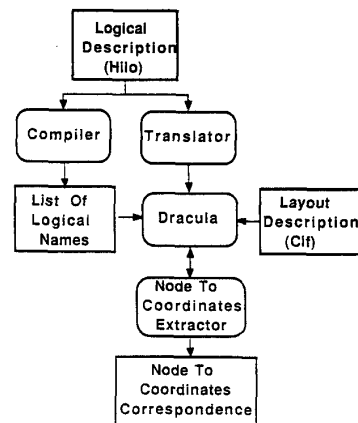 Logical
Description
(Hilo)
Compiler
Translator
List Of
Logical
Names
Dracula
Layout
Description
(Cif)
Node To
Coordinates
Extractor
Node To
Coordinates
Correspondence